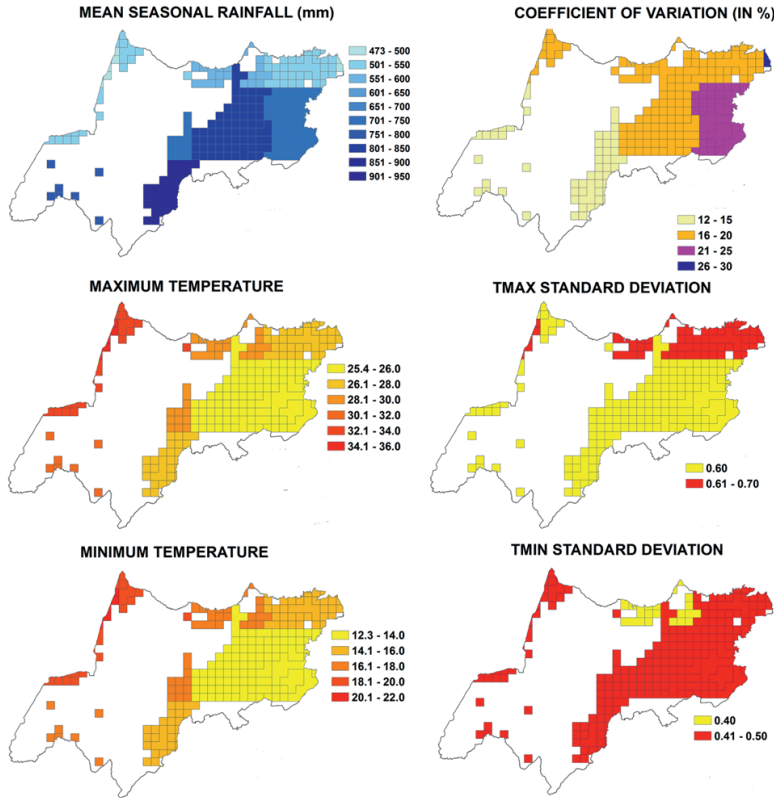 MEAN SEASONAL RAINFALL (mm)
473 - 500
501 - 550
551 - 600
601 - 650
651 - 700
701 - 750
751 - 800
801 - 850
851 - 900
901 - 950
COEFFICIENT OF VARIATION (IN %)
12 - 15
16 - 20
21 - 25
26 - 30
MAXIMUM TEMPERATURE
25.4 - 26.0
26.1 - 28.0
28.1 - 30.0
30.1 - 32.0
32.1 - 34.0
34.1 - 36.0
TMAX STANDARD DEVIATION
0.60
0.61 - 0.70
MINIMUM TEMPERATURE
12.3 - 14.0
14.1 - 16.0
16.1 - 18.0
18.1 - 20.0
20.1 - 22.0
TMIN STANDARD DEVIATION
0.40
0.41 - 0.50